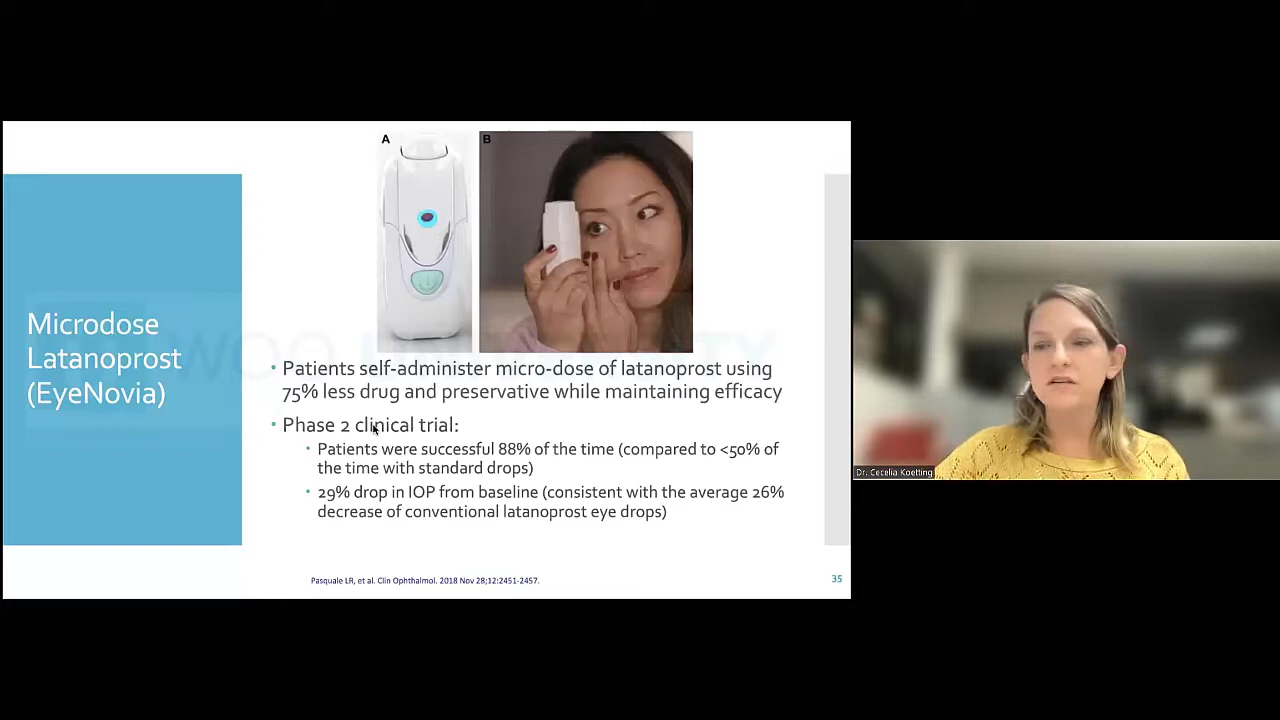 A
B
Microdose
Latanoprost
(EyeNovia)
• Patients self-administer micro-dose of latanoprost using
75% less drug and preservative while maintaining efficacy
• Phase 2 clinical trial:
• Patients were successful 88% of the time (compared to <50% of
the time with standard drops)
• 29% drop in IOP from baseline (consistent with the average 26%
decrease of conventional latanoprost eye drops)
Pasquale LR, et al. Clin Ophthalmol. 2018 Nov 28;12:2451-2457.
35
Dr. Cecelia Koetting